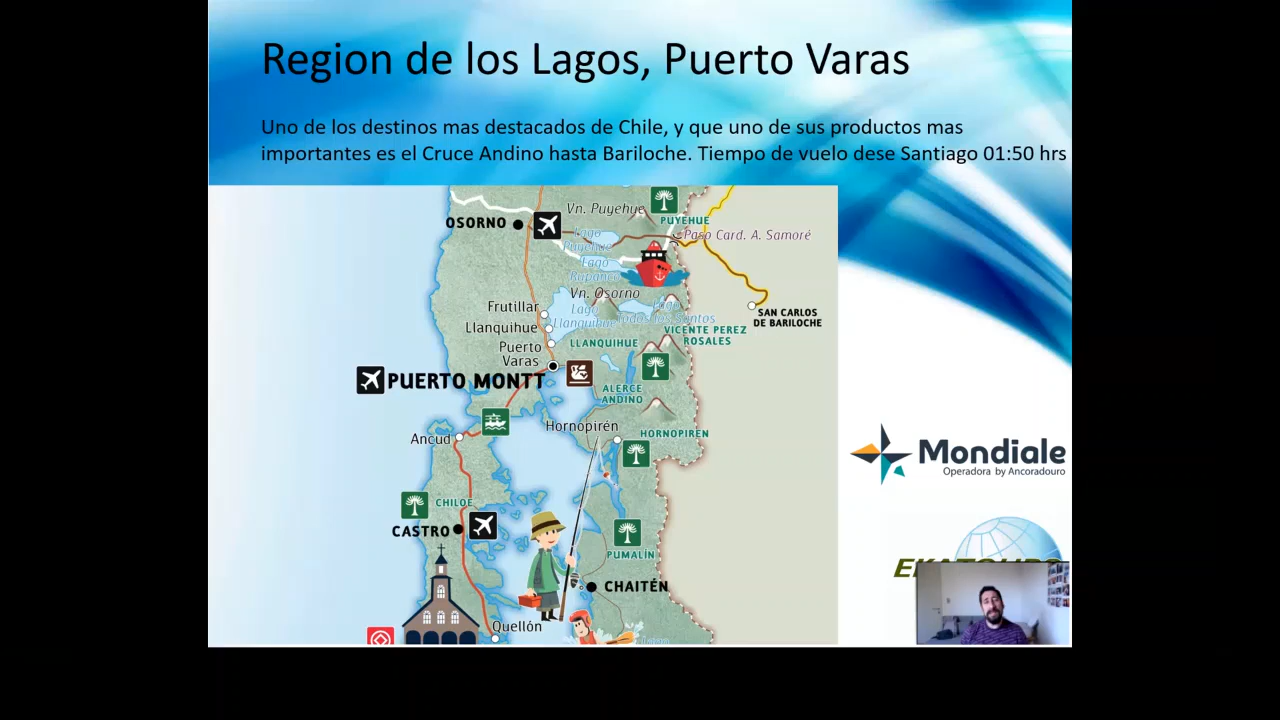 Region de los Lagos, Puerto Varas
Uno de los destinos mas destacados de Chile, y que uno de sus productos mas
importantes es el Cruce Andino hasta Bariloche. Tiempo de vuelo dese Santiago 01:50 hrs
Vn. Puyehue
OSORNO
PUYEHUE
Lago
Puyehue
Paso Card. A. Samoré
Lago
Rupanco
Vn. Osorno
Frutillar
Lago
Llanquihue
Lago
Todos los Santos
SAN CARLOS
DE BARILOCHE
Llanquihue
VICENTE PEREZ
ROSALES
Puerto
Varas
LLANQUIHUE
PUERTO MONTT
ALERCE
ANDINO
Ancud
Hornopirén
HORNOPIREN
CHILOE
CASTRO
PUMALÍN
CHAITÉN
Quellón
Mondiale
Operadora by Ancoradouro
EKATOURS